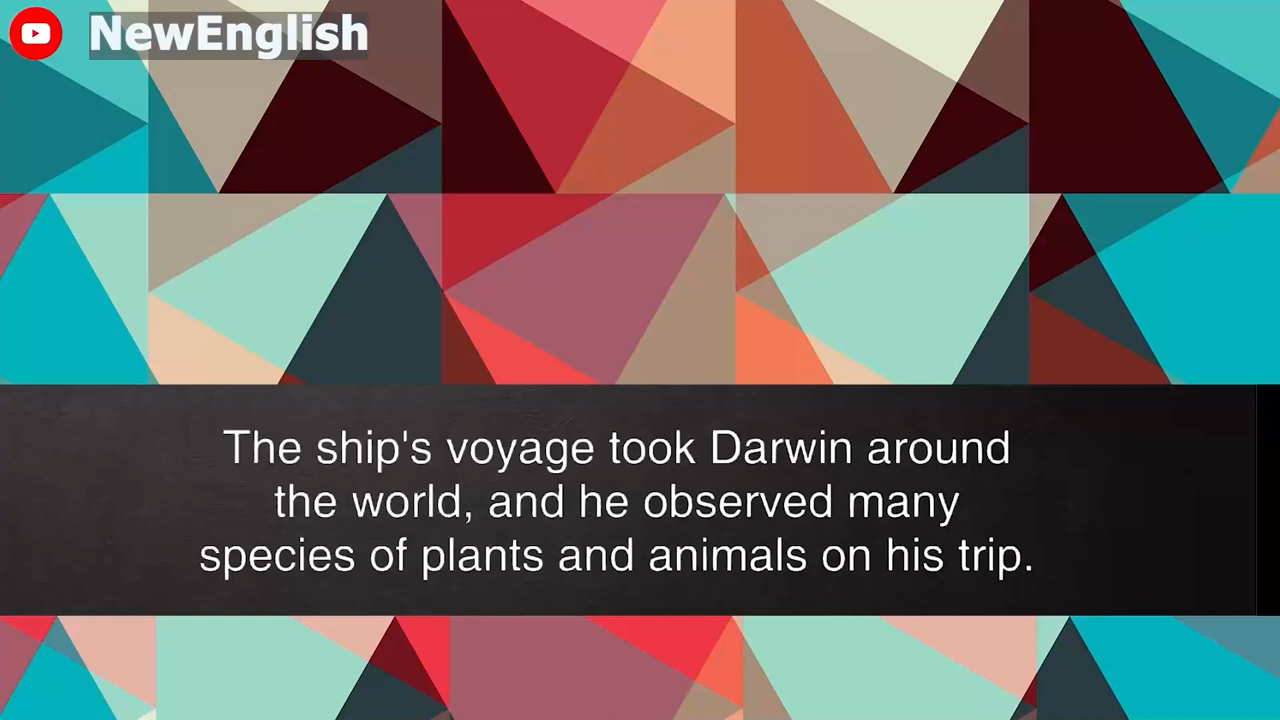 NewEnglish
The ship's voyage took Darwin around
the world, and he observed many
species of plants and animals on his trip.